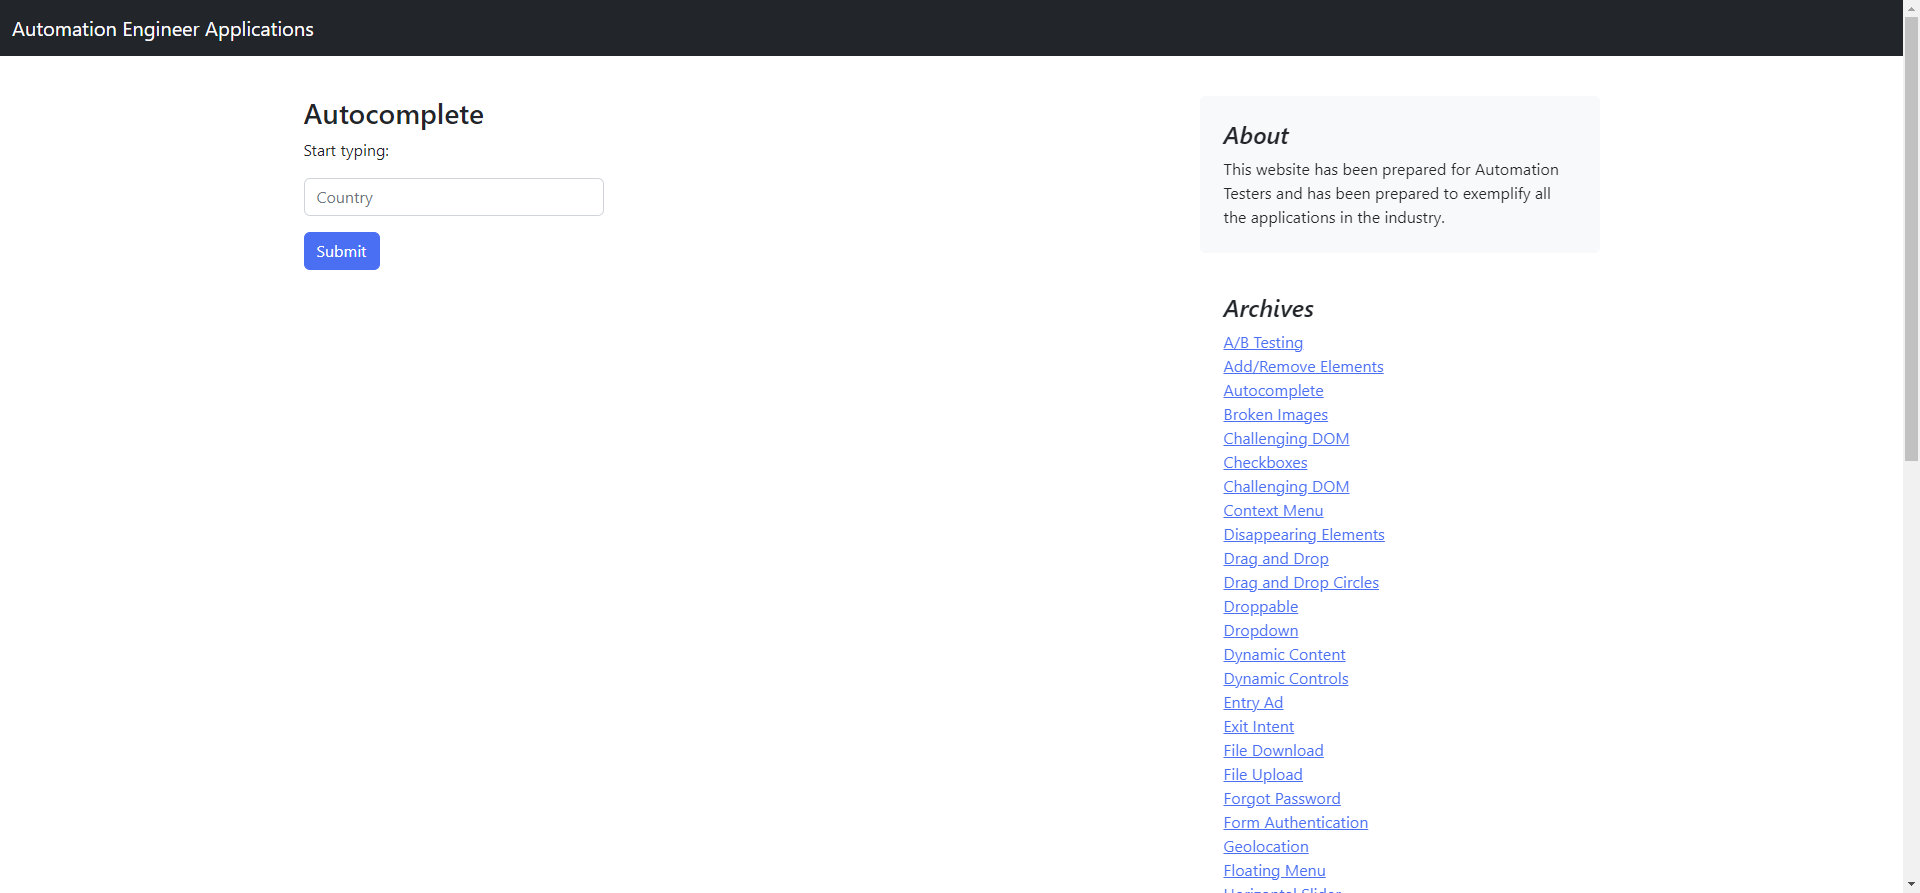 Automation Engineer Applications
Autocomplete
Start typing:
Country
Submit
About
This website has been prepared for Automation
Testers and has been prepared to exemplify all
the applications in the industry.
Archives
A/B Testing
Add/Remove Elements
Autocomplete
Broken Images
Challenging DOM
Checkboxes
Challenging DOM
Context Menu
Disappearing Elements
Drag and Drop
Drag and Drop Circles
Droppable
Dropdown
Dynamic Content
Dynamic Controls
Entry Ad
Exit Intent
File Download
File Upload
Forgot Password
Form Authentication
Geolocation
Floating Menu
Horizontal Slider